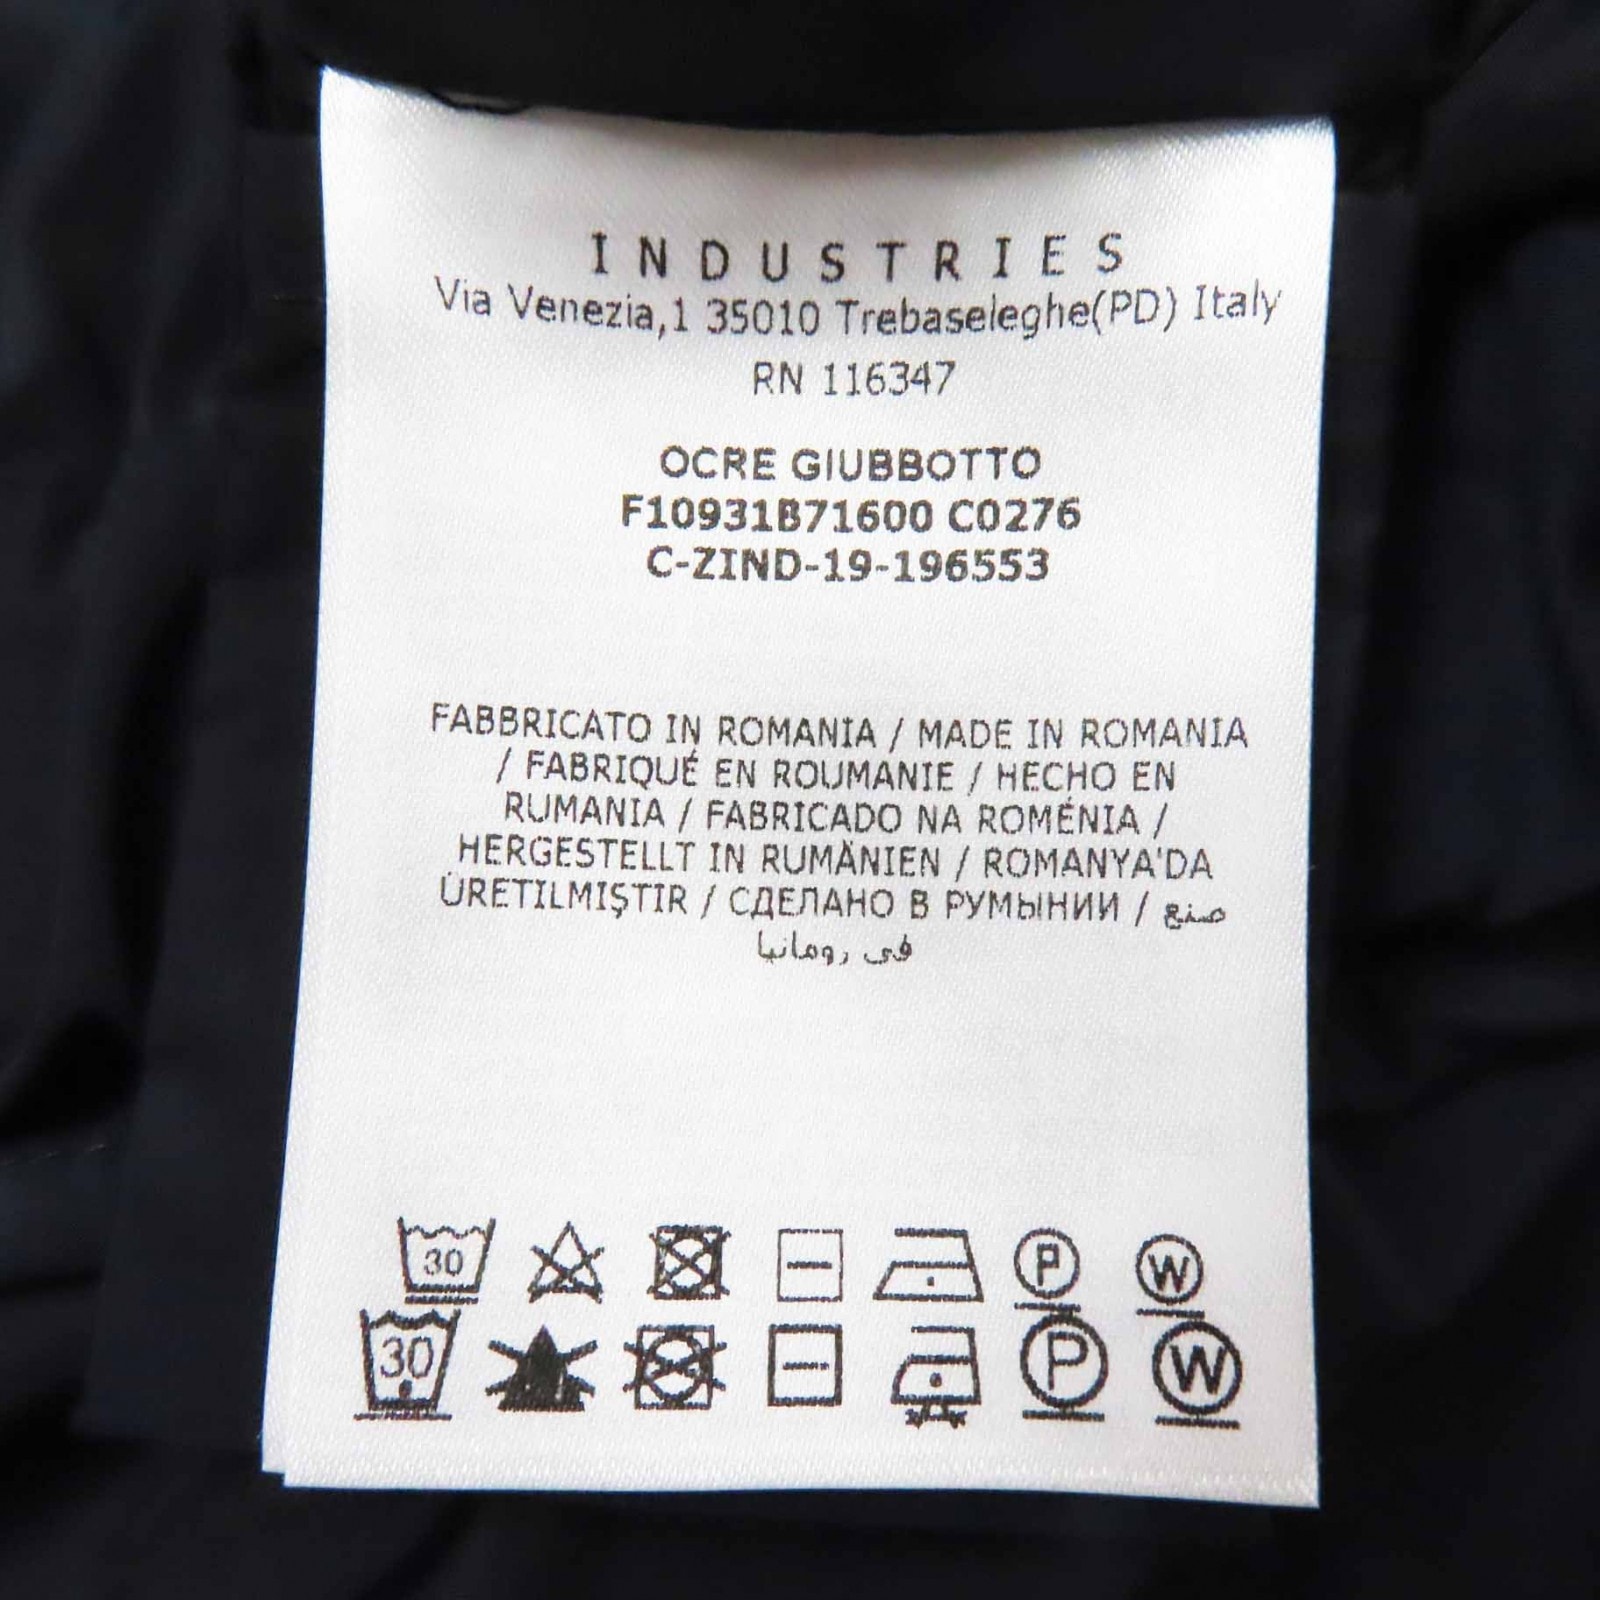 INDUSTRIES
Via Venezia,1 35010 Trebaseleghe(PD) Italy
RN 116347
OCRE GIUBBOTTO
F10931B71600 C0276
C-ZIND-19-196553
FABBRICATO IN ROMANIA / MADE IN ROMANIA
/ FABRIQUÉ EN ROUMANIE / HECHO EN
RUMANIA / FABRICADO NA ROMÉNIA /
HERGESTELLT IN RUMÄNIEN / ROMANYA'DA
ÜRETILMIŞTIR / СДЕЛАНО В РУМЫНИИ / صنع
في رومانيا
30 P W
30 P W